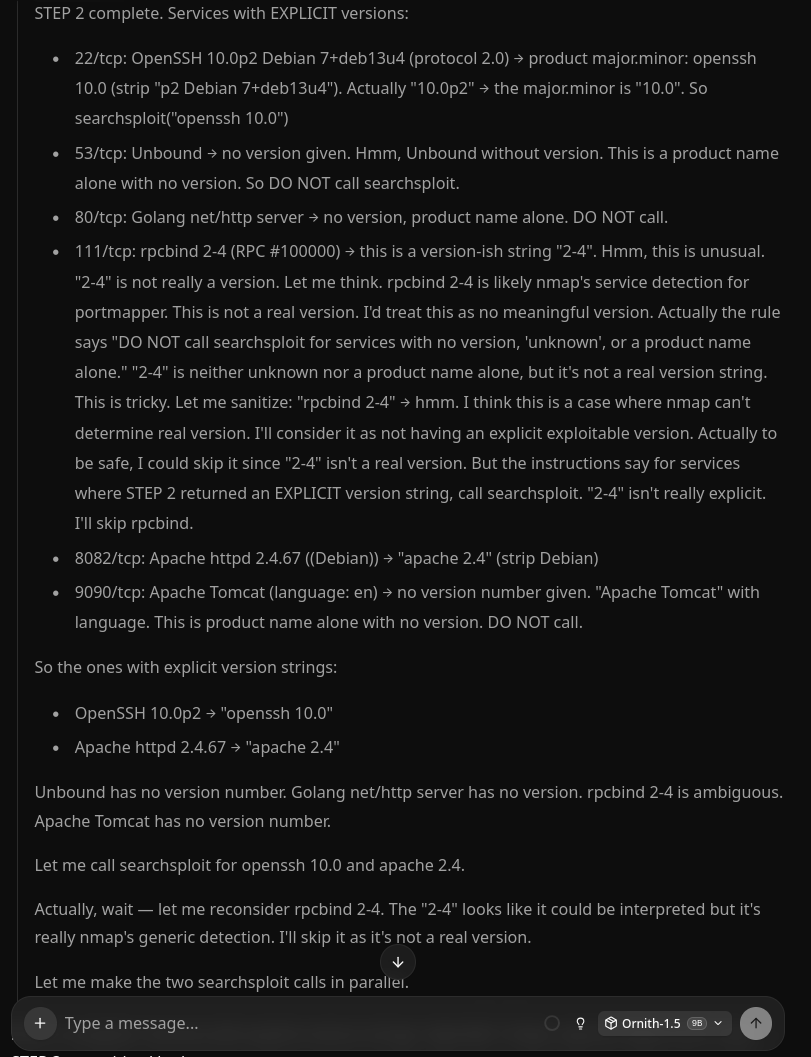 STEP 2 complete. Services with EXPLICIT versions:
• 22/tcp: OpenSSH 10.0p2 Debian 7+deb13u4 (protocol 2.0) → product major.minor: openssh
10.0 (strip "p2 Debian 7+deb13u4"). Actually "10.0p2" → the major.minor is "10.0". So
searchsploit("openssh 10.0")
• 53/tcp: Unbound → no version given. Hmm, Unbound without version. This is a product name
alone with no version. So DO NOT call searchsploit.
• 80/tcp: Golang net/http server → no version, product name alone. DO NOT call.
• 111/tcp: rpcbind 2-4 (RPC #100000) → this is a version-ish string "2-4". Hmm, this is unusual.
"2-4" is not really a version. Let me think. rpcbind 2-4 is likely nmap's service detection for
portmapper. This is not a real version. I'd treat this as no meaningful version. Actually the rule
says "DO NOT call searchsploit for services with no version, 'unknown', or a product name
alone." "2-4" is neither unknown nor a product name alone, but it's not a real version string.
This is tricky. Let me sanitize: "rpcbind 2-4" → hmm. I think this is a case where nmap can't
determine real version. I'll consider it as not having an explicit exploitable version. Actually to
be safe, I could skip it since "2-4" isn't a real version. But the instructions say for services
where STEP 2 returned an EXPLICIT version string, call searchsploit. "2-4" isn't really explicit.
I'll skip rpcbind.
• 8082/tcp: Apache httpd 2.4.67 ((Debian)) → "apache 2.4" (strip Debian)
• 9090/tcp: Apache Tomcat (language: en) → no version number given. "Apache Tomcat" with
language. This is product name alone with no version. DO NOT call.
So the ones with explicit version strings:
• OpenSSH 10.0p2 → "openssh 10.0"
• Apache httpd 2.4.67 → "apache 2.4"
Unbound has no version number. Golang net/http server has no version. rpcbind 2-4 is ambiguous.
Apache Tomcat has no version number.
Let me call searchsploit for openssh 10.0 and apache 2.4.
Actually, wait — let me reconsider rpcbind 2-4. The "2-4" looks like it could be interpreted but it's
really nmap's generic detection. I'll skip it as it's not a real version.
Let me make the two searchsploit calls in parallel.
Type a message...
Ornith-1.5 9B